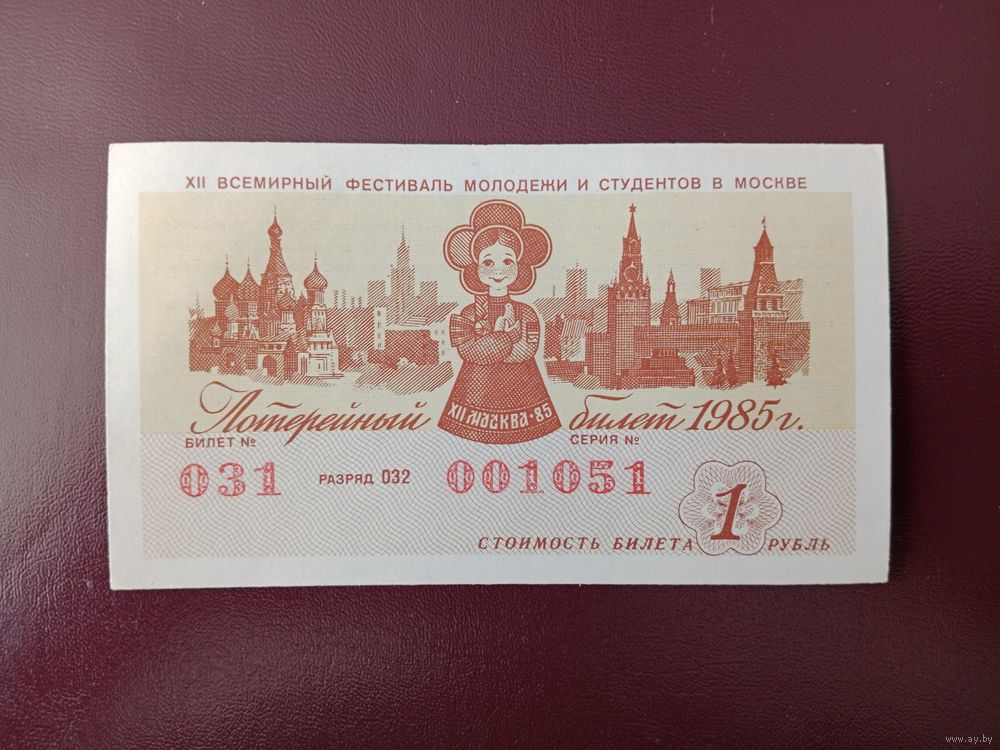 XII ВСЕМИРНЫЙ ФЕСТИВАЛЬ МОЛОДЕЖИ И СТУДЕНТОВ В МОСКВЕ
XII МОСКВА·85
Лотерейный билет 1985г.
БИЛЕТ № СЕРИЯ №
031 РАЗРЯД 032 001051
СТОИМОСТЬ БИЛЕТА 1 РУБЛЬ
www.ay.by